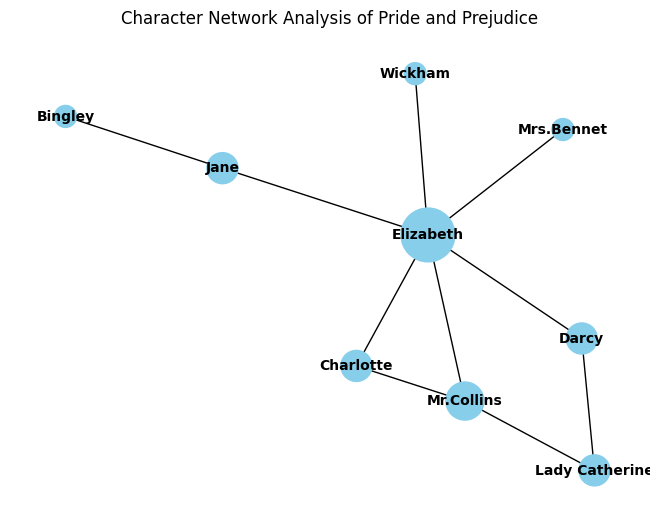 Character Network Analysis of Pride and Prejudice
Wickham
Bingley
Mrs.Bennet
Jane
Elizabeth
Darcy
Charlotte
Mr.Collins
Lady Catherine